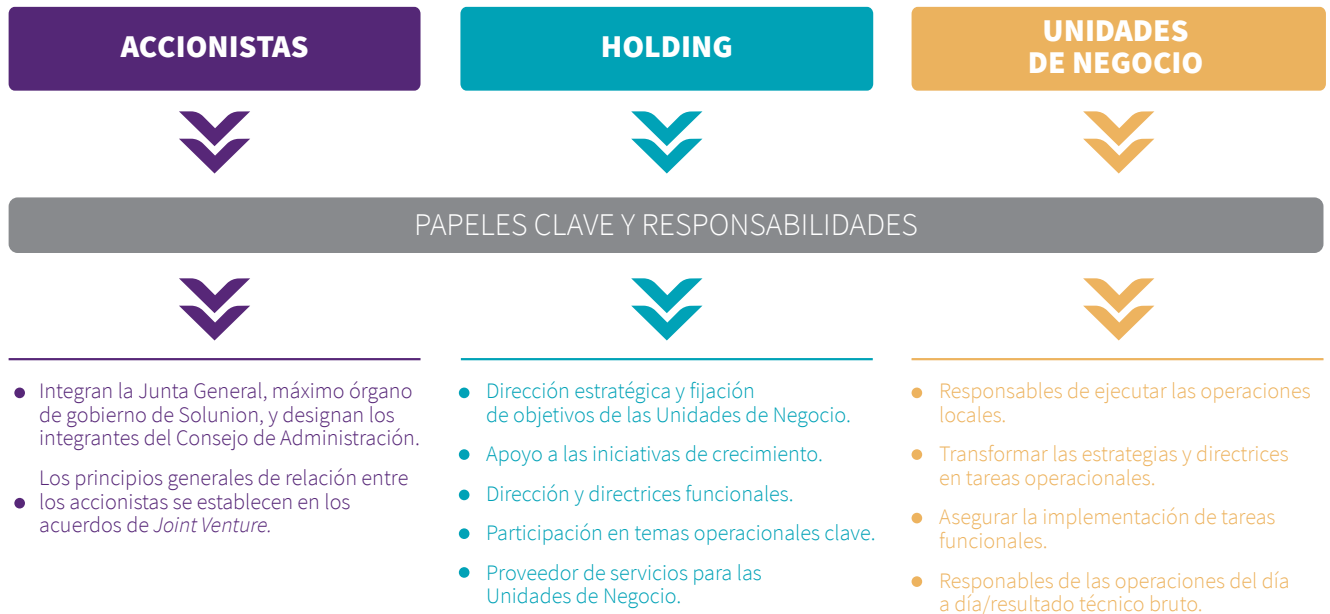 ACCIONISTAS
HOLDING
UNIDADES
DE NEGOCIO
PAPELES CLAVE Y RESPONSABILIDADES
Integran la Junta General, máximo órgano
de gobierno de Solunion, y designan los
integrantes del Consejo de Administración.
Los principios generales de relación entre
los accionistas se establecen en los
acuerdos de Joint Venture.
Dirección estratégica y fijación
de objetivos de las Unidades de Negocio.
Apoyo a las iniciativas de crecimiento.
Dirección y directrices funcionales.
Participación en temas operacionales clave.
Proveedor de servicios para las
Unidades de Negocio.
Responsables de ejecutar las operaciones
locales.
Transformar las estrategias y directrices
en tareas operacionales.
Asegurar la implementación de tareas
funcionales.
Responables de las operaciones del día
a día/resultado técnico bruto.